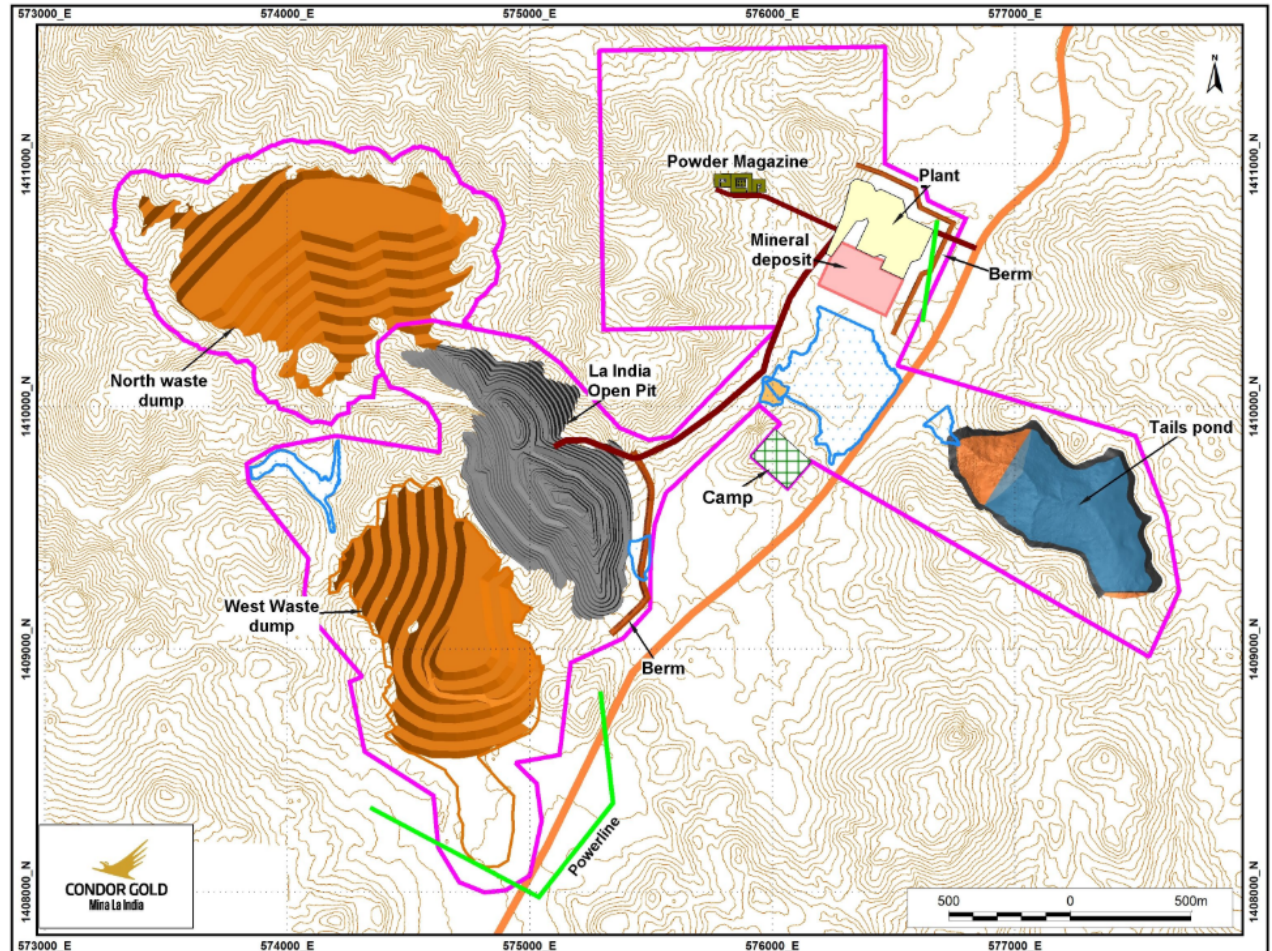 573000_E
574000_E
575000_E
576000_E
577000_E
N
1411000_N
1411000_N
Powder Magazine
Plant
Mineral
deposit
Berm
North waste
dump
La India
Open Pit
1410000_N
1410000_N
Tails pond
Camp
West Waste
dump
Berm
1409000_N
1409000_N
Powerline
CONDOR GOLD
Mina La India
1408000_N
1408000_N
500 0 500m
573000_E
574000_E
575000_E
576000_E
577000_E